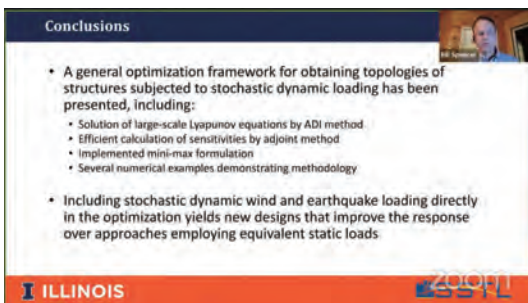 Conclusions
Bill Spencer
• A general optimization framework for obtaining topologies of
structures subjected to stochastic dynamic loading has been
presented, including:
• Solution of large-scale Lyapunov equations by ADI method
• Efficient calculation of sensitivities by adjoint method
• Implemented mini-max formulation
• Several numerical examples demonstrating methodology
• Including stochastic dynamic wind and earthquake loading directly
in the optimization yields new designs that improve the response
over approaches employing equivalent static loads
I ILLINOIS
SSTL
zoom